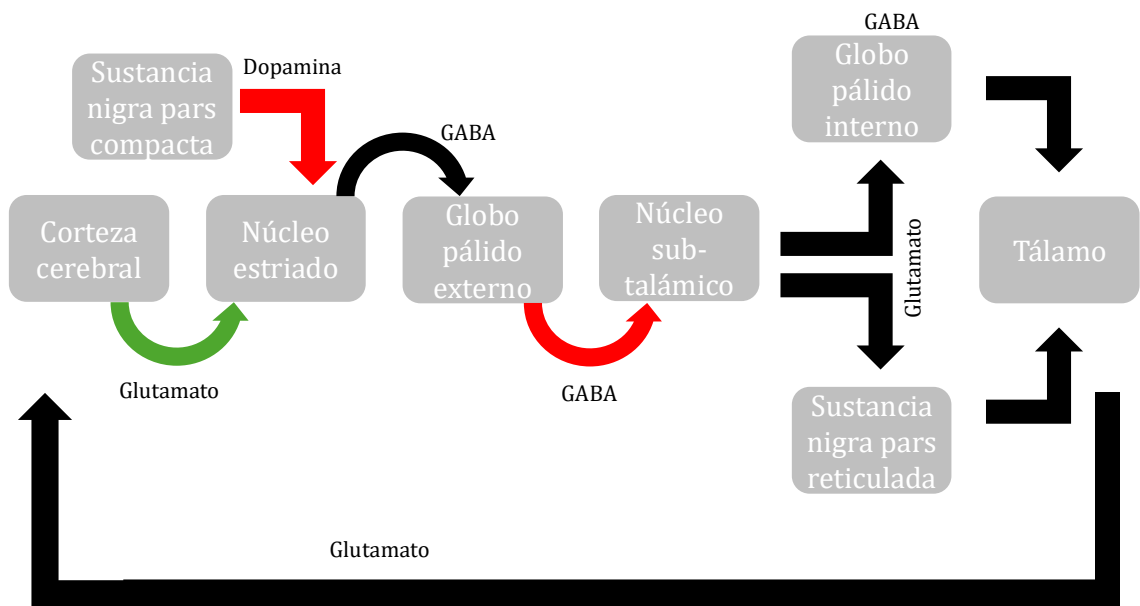 GABA
Globo
pálido
interno
Sustancia
nigra pars
compacta
Dopamina
GABA
Corteza
cerebral
Núcleo
estriado
Globo
pálido
externo
Núcleo
sub-
talámico
Glutamato
Tálamo
Glutamato
GABA
Sustancia
nigra pars
reticulada
Glutamato